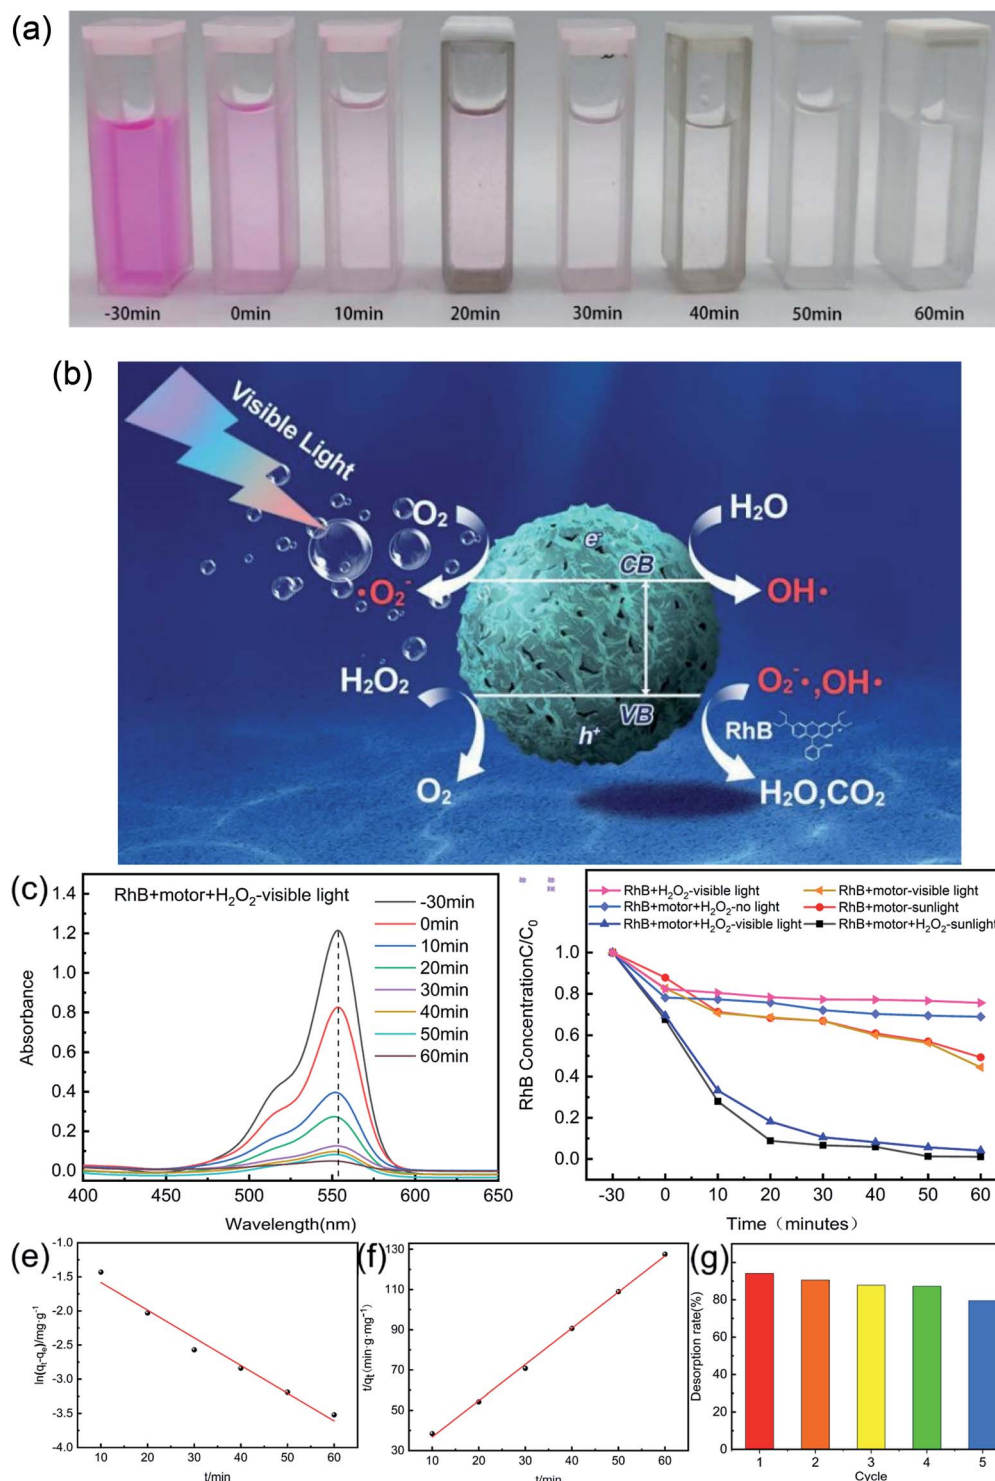 (a)
-30min 0min 10min 20min 30min 40min 50min 60min
(b)
Visible Light
O₂
H₂O
e⁻
CB
•O₂⁻
OH•
H₂O₂
O₂⁻•,OH•
VB
h⁺
RhB
O₂
H₂O,CO₂
(c)
RhB+motor+H₂O₂-visible light
-30min
0min
10min
20min
30min
40min
50min
60min
1.4
1.2
1.0
0.8
0.6
0.4
0.2
0.0
Absorbance
400 450 500 550 600 650
Wavelength(nm)
RhB+H₂O₂-visible light
RhB+motor+H₂O₂-no light
RhB+motor+H₂O₂-visible light
RhB+motor-visible light
RhB+motor-sunlight
RhB+motor+H₂O₂-sunlight
RhB ConcentrationC/C₀
1.0
0.8
0.6
0.4
0.2
0.0
-30 0 10 20 30 40 50 60
Time（minutes）
(e)
-1.0
-1.5
-2.0
-2.5
-3.0
-3.5
-4.0
ln(qₜ-qₑ)/mg·g⁻¹
10 20 30 40 50 60
t/min
(f)
130
110
90
70
50
30
t/qt(min·g·mg⁻¹)
10 20 30 40 50 60
t/min
(g)
80
60
40
20
0
Desorption rate(%)
1 2 3 4 5
Cycle